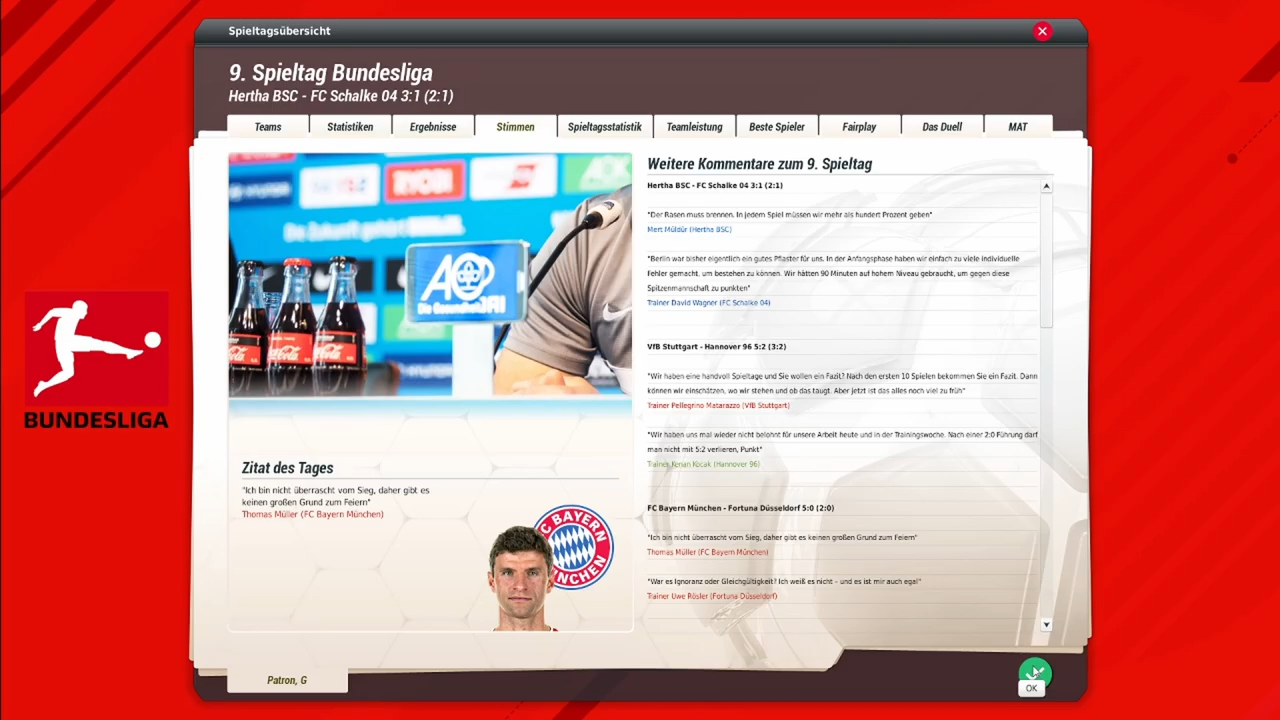 Spieltagsübersicht
9. Spieltag Bundesliga
Hertha BSC - FC Schalke 04 3:1 (2:1)
Teams
Statistiken
Ergebnisse
Stimmen
Spieltagsstatistik
Teamleistung
Beste Spieler
Fairplay
Das Duell
MAT
RYOBI
AOK
Die Zukunft gehört
AOK
Coca-Cola
BUNDESLIGA
Zitat des Tages
"Ich bin nicht überrascht vom Sieg, daher gibt es
keinen großen Grund zum Feiern"
Thomas Müller (FC Bayern München)
FC BAYERN
MÜNCHEN
Weitere Kommentare zum 9. Spieltag
Hertha BSC - FC Schalke 04 3:1 (2:1)
"Der Rasen muss brennen. In jedem Spiel müssen wir mehr als hundert Prozent geben"
Mert Müldür (Hertha BSC)
"Berlin war bisher eigentlich ein gutes Pflaster für uns. In der Anfangsphase haben wir einfach zu viele individuelle
Fehler gemacht, um bestehen zu können. Wir hätten 90 Minuten auf hohem Niveau gebraucht, um gegen diese
Spitzenmannschaft zu punkten"
Trainer David Wagner (FC Schalke 04)
VfB Stuttgart - Hannover 96 5:2 (3:2)
"Wir haben eine handvoll Spieltage und Sie wollen ein Fazit? Nach den ersten 10 Spielen bekommen Sie ein Fazit. Dann
können wir einschätzen, wo wir stehen und ob das taugt. Aber jetzt ist das alles noch viel zu früh"
Trainer Pellegrino Matarazzo (VfB Stuttgart)
"Wir haben uns mal wieder nicht belohnt für unsere Arbeit heute und in der Trainingswoche. Nach einer 2:0 Führung darf
man nicht mit 5:2 verlieren, Punkt"
Trainer Kenan Kocak (Hannover 96)
FC Bayern München - Fortuna Düsseldorf 5:0 (2:0)
"Ich bin nicht überrascht vom Sieg, daher gibt es keinen großen Grund zum Feiern"
Thomas Müller (FC Bayern München)
"War es Ignoranz oder Gleichgültigkeit? Ich weiß es nicht - und es ist mir auch egal"
Trainer Uwe Rösler (Fortuna Düsseldorf)
Patron, G
OK